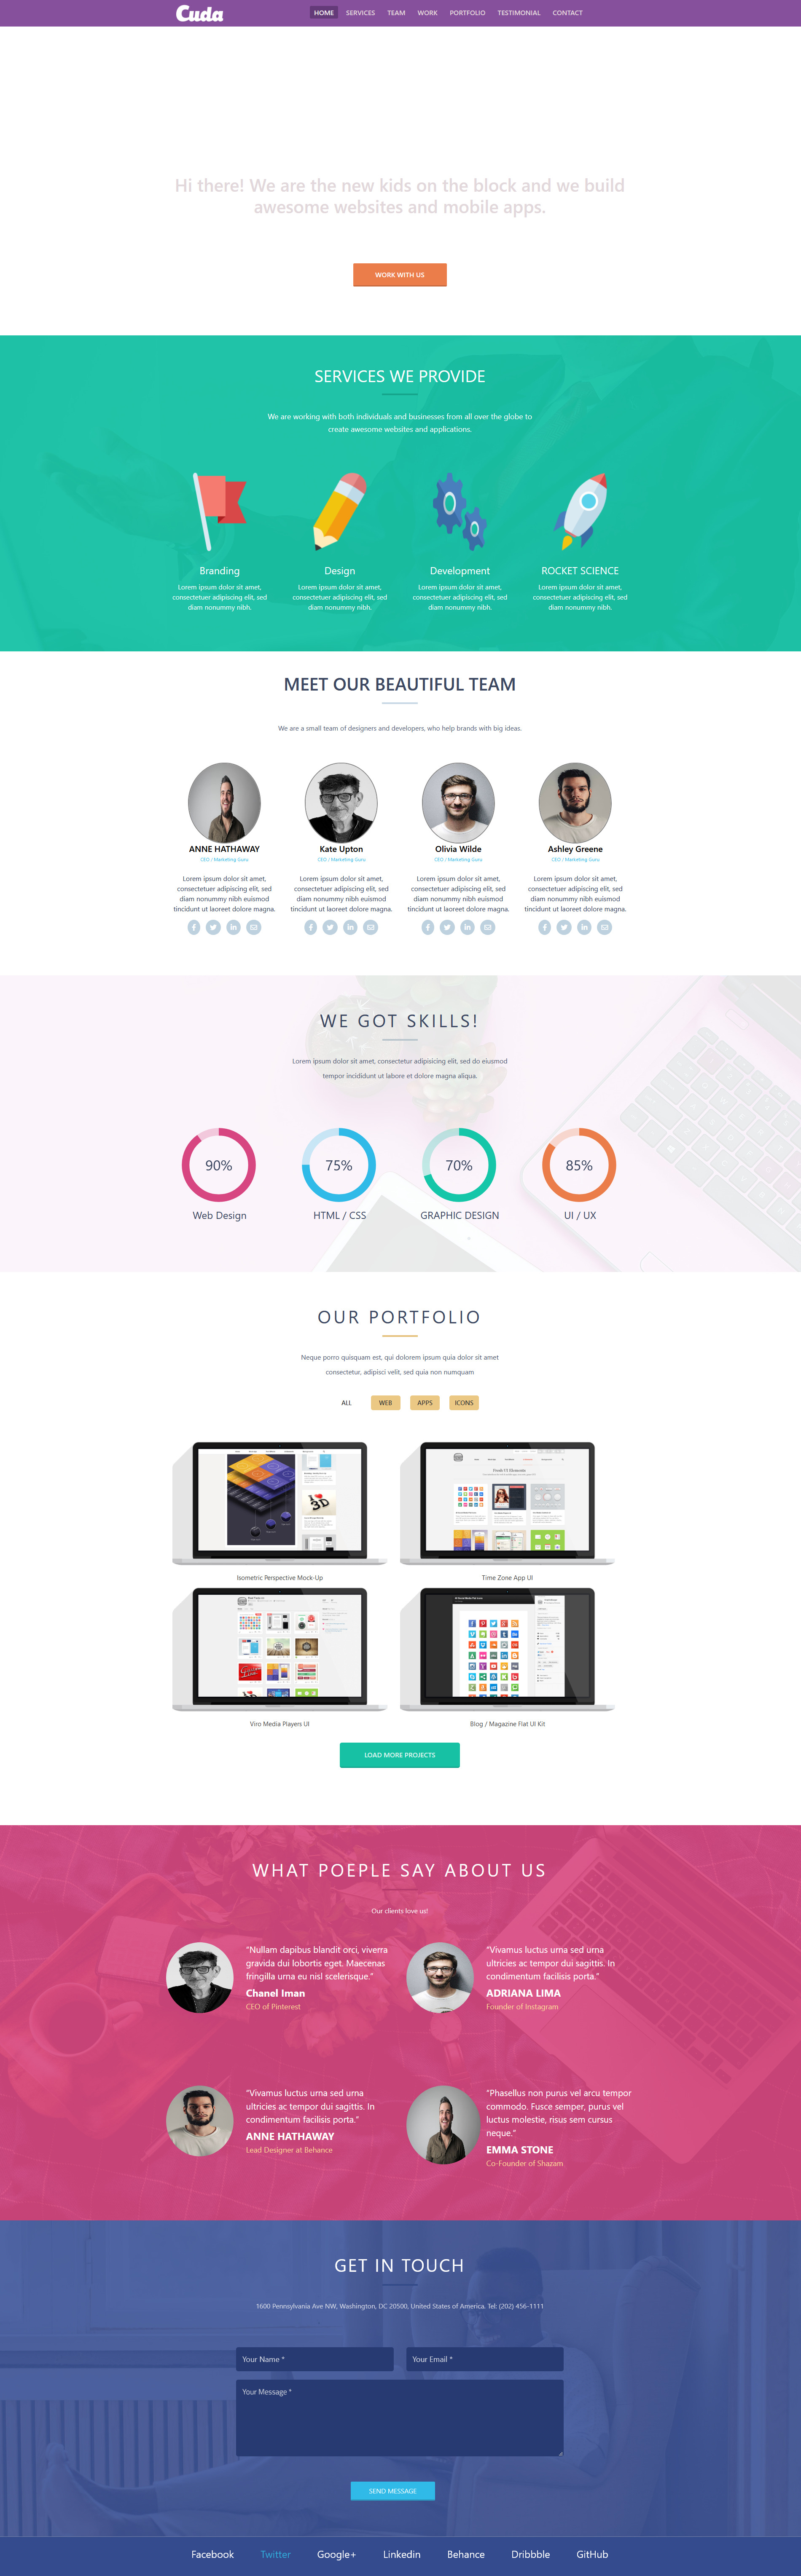 Cuda
HOME SERVICES TEAM WORK PORTFOLIO TESTIMONIAL CONTACT
Hi there! We are the new kids on the block and we build
awesome websites and mobile apps.
WORK WITH US
SERVICES WE PROVIDE
We are working with both individuals and businesses from all over the globe to
create awesome websites and applications.
Branding
Lorem ipsum dolor sit amet,
consectetuer adipiscing elit, sed
diam nonummy nibh.
Design
Lorem ipsum dolor sit amet,
consectetuer adipiscing elit, sed
diam nonummy nibh.
Development
Lorem ipsum dolor sit amet,
consectetuer adipiscing elit, sed
diam nonummy nibh.
ROCKET SCIENCE
Lorem ipsum dolor sit amet,
consectetuer adipiscing elit, sed
diam nonummy nibh.
MEET OUR BEAUTIFUL TEAM
We are a small team of designers and developers, who help brands with big ideas.
ANNE HATHAWAY
CEO / Marketing Guru
Lorem ipsum dolor sit amet,
consectetuer adipiscing elit, sed
diam nonummy nibh euismod
tincidunt ut laoreet dolore magna.
Kate Upton
CEO / Marketing Guru
Lorem ipsum dolor sit amet,
consectetuer adipiscing elit, sed
diam nonummy nibh euismod
tincidunt ut laoreet dolore magna.
Olivia Wilde
CEO / Marketing Guru
Lorem ipsum dolor sit amet,
consectetuer adipiscing elit, sed
diam nonummy nibh euismod
tincidunt ut laoreet dolore magna.
Ashley Greene
CEO / Marketing Guru
Lorem ipsum dolor sit amet,
consectetuer adipiscing elit, sed
diam nonummy nibh euismod
tincidunt ut laoreet dolore magna.
WE GOT SKILLS!
Lorem ipsum dolor sit amet, consectetur adipisicing elit, sed do eiusmod
tempor incididunt ut labore et dolore magna aliqua.
90%
Web Design
75%
HTML / CSS
70%
GRAPHIC DESIGN
85%
UI / UX
OUR PORTFOLIO
Neque porro quisquam est, qui dolorem ipsum quia dolor sit amet
consectetur, adipisci velit, sed quia non numquam
ALL WEB APPS ICONS
I 3D
Fresh UI Elements
Isometric Perspective Mock-Up
Time Zone App UI
Viro Media Players UI
Blog / Magazine Flat UI Kit
LOAD MORE PROJECTS
WHAT POEPLE SAY ABOUT US
Our clients love us!
"Nullam dapibus blandit orci, viverra
gravida dui lobortis eget. Maecenas
fringilla urna eu nisl scelerisque."
Chanel Iman
CEO of Pinterest
"Vivamus luctus urna sed urna
ultricies ac tempor dui sagittis. In
condimentum facilisis porta."
ADRIANA LIMA
Founder of Instagram
"Vivamus luctus urna sed urna
ultricies ac tempor dui sagittis. In
condimentum facilisis porta."
ANNE HATHAWAY
Lead Designer at Behance
"Phasellus non purus vel arcu tempor
commodo. Fusce semper, purus vel
luctus molestie, risus sem cursus
neque."
EMMA STONE
Co-Founder of Shazam
GET IN TOUCH
1600 Pennsylvania Ave NW, Washington, DC 20500, United States of America. Tel: (202) 456-1111
Your Name *
Your Email *
Your Message *
SEND MESSAGE
Facebook Twitter Google+ Linkedin Behance Dribbble GitHub